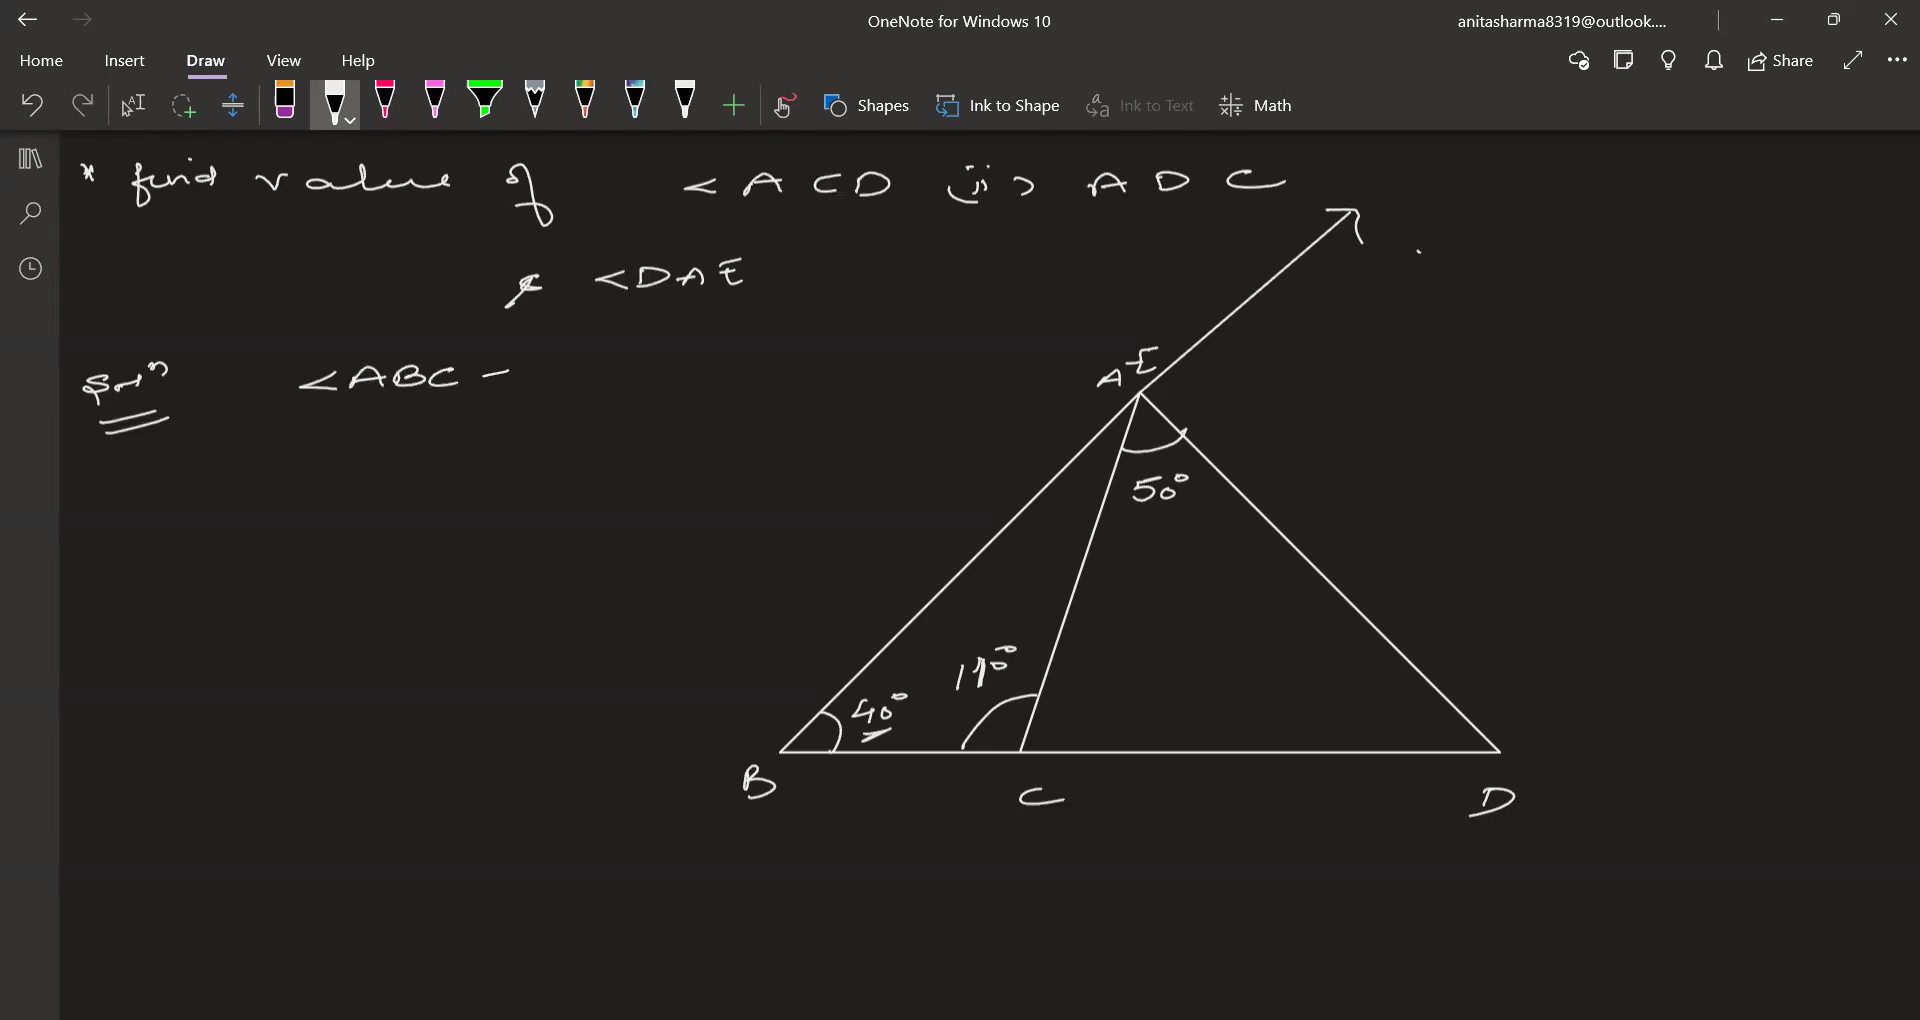 OneNote for Windows 10
anitasharma8319@outlook....
Home Insert Draw View Help
Share
Shapes Ink to Shape Ink to Text Math
* find value of <ACD (ii) ADC
& <DAE
Soln <ABC -
A E
50°
110°
40°
B C D